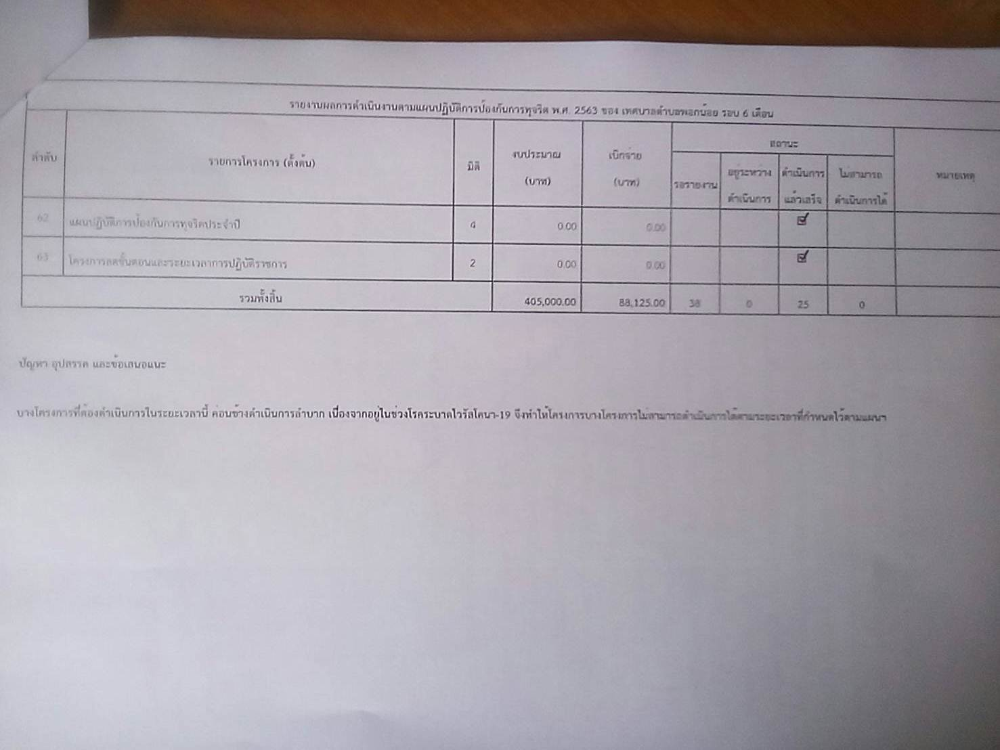 รายงานผลการดำเนินงานตามแผนปฏิบัติการป้องกันการทุจริต พ.ศ. 2563 ของ เทศบาลตำบลพอกน้อย รอบ 6 เดือน
ลำดับ รายการโครงการ (ตั้งต้น) มิติ งบประมาณ (บาท) เบิกจ่าย (บาท) สถานะ หมายเหตุ
รอรายงาน อยู่ระหว่างดำเนินการ ดำเนินการแล้วเสร็จ ไม่สามารถดำเนินการได้
62 แผนปฏิบัติการป้องกันการทุจริตประจำปี 4 0.00 0.00 ☑
63 โครงการลดขั้นตอนและระยะเวลาการปฏิบัติราชการ 2 0.00 0.00 ☑
รวมทั้งสิ้น 405,000.00 88,125.00 38 0 25 0
ปัญหา อุปสรรค และข้อเสนอแนะ
บางโครงการที่ต้องดำเนินการในระยะเวลานี้ ค่อนข้างดำเนินการลำบาก เนื่องจากอยู่ในช่วงโรคระบาดไวรัสโคนา-19 จึงทำให้โครงการบางโครงการไม่สามารถดำเนินการได้ตามระยะเวลาที่กำหนดไว้ตามแผนฯ